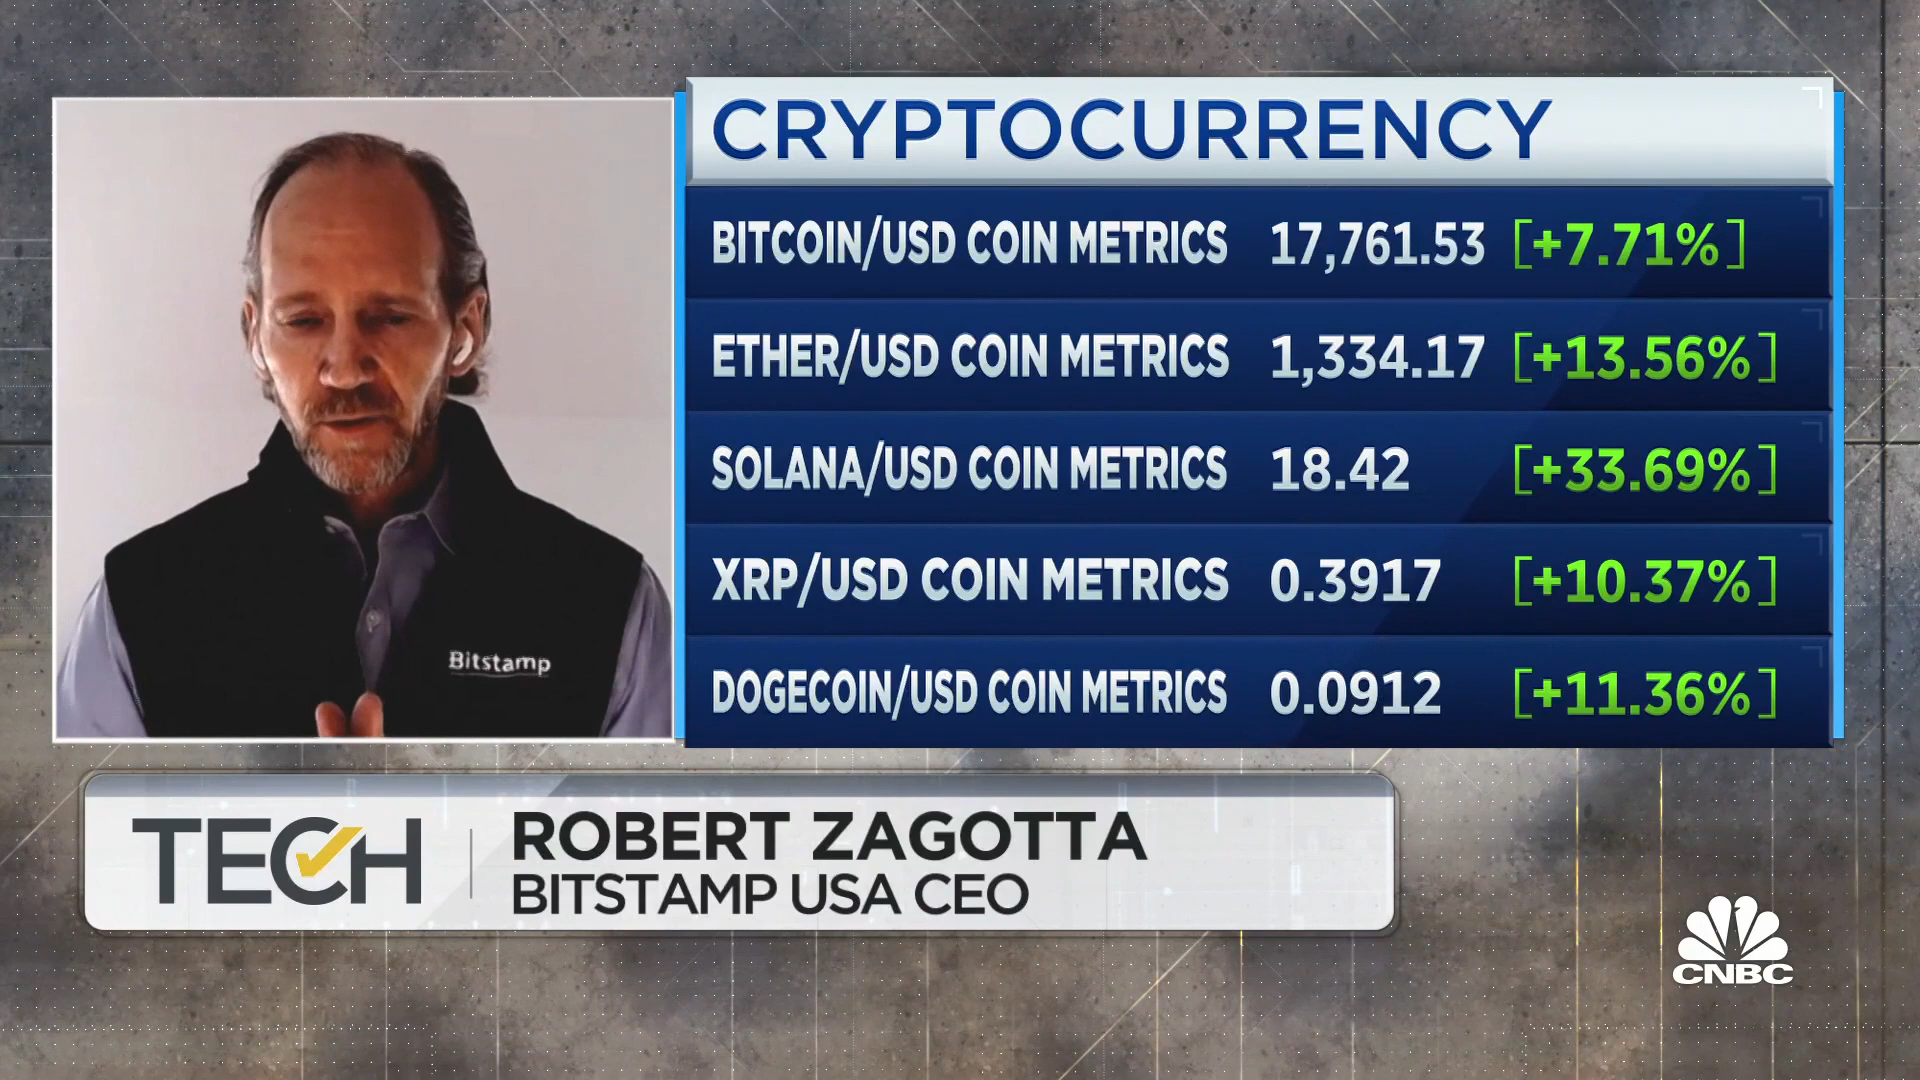 CRYPTOCURRENCY
BITCOIN/USD COIN METRICS 17,761.53 [+7.71%]
ETHER/USD COIN METRICS 1,334.17 [+13.56%]
SOLANA/USD COIN METRICS 18.42 [+33.69%]
XRP/USD COIN METRICS 0.3917 [+10.37%]
DOGECOIN/USD COIN METRICS 0.0912 [+11.36%]
Bitstamp
TECH
ROBERT ZAGOTTA
BITSTAMP USA CEO
CNBC